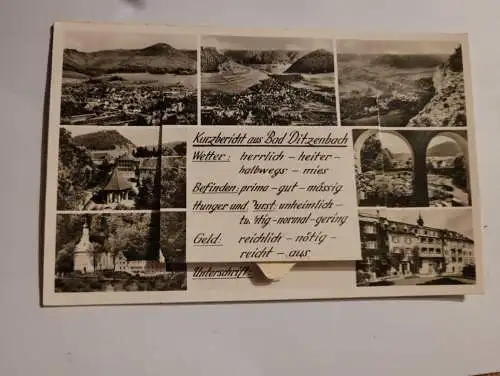 Kurzbericht aus Bad Ditzenbach
Wetter: herrlich - heiter -
halbwegs - mies
Befinden: prima - gut - mässig
Hunger und Durst: unheimlich -
tüchtig - normal - gering
Geld: reichlich - nötig -
reicht - aus
Unterschrift: